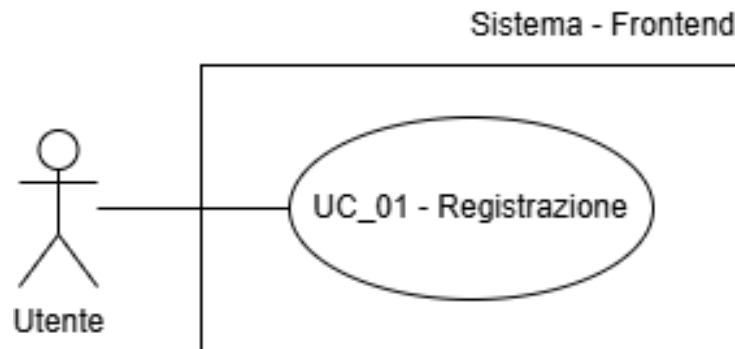 Sistema - Frontend
UC_01 - Registrazione
Utente